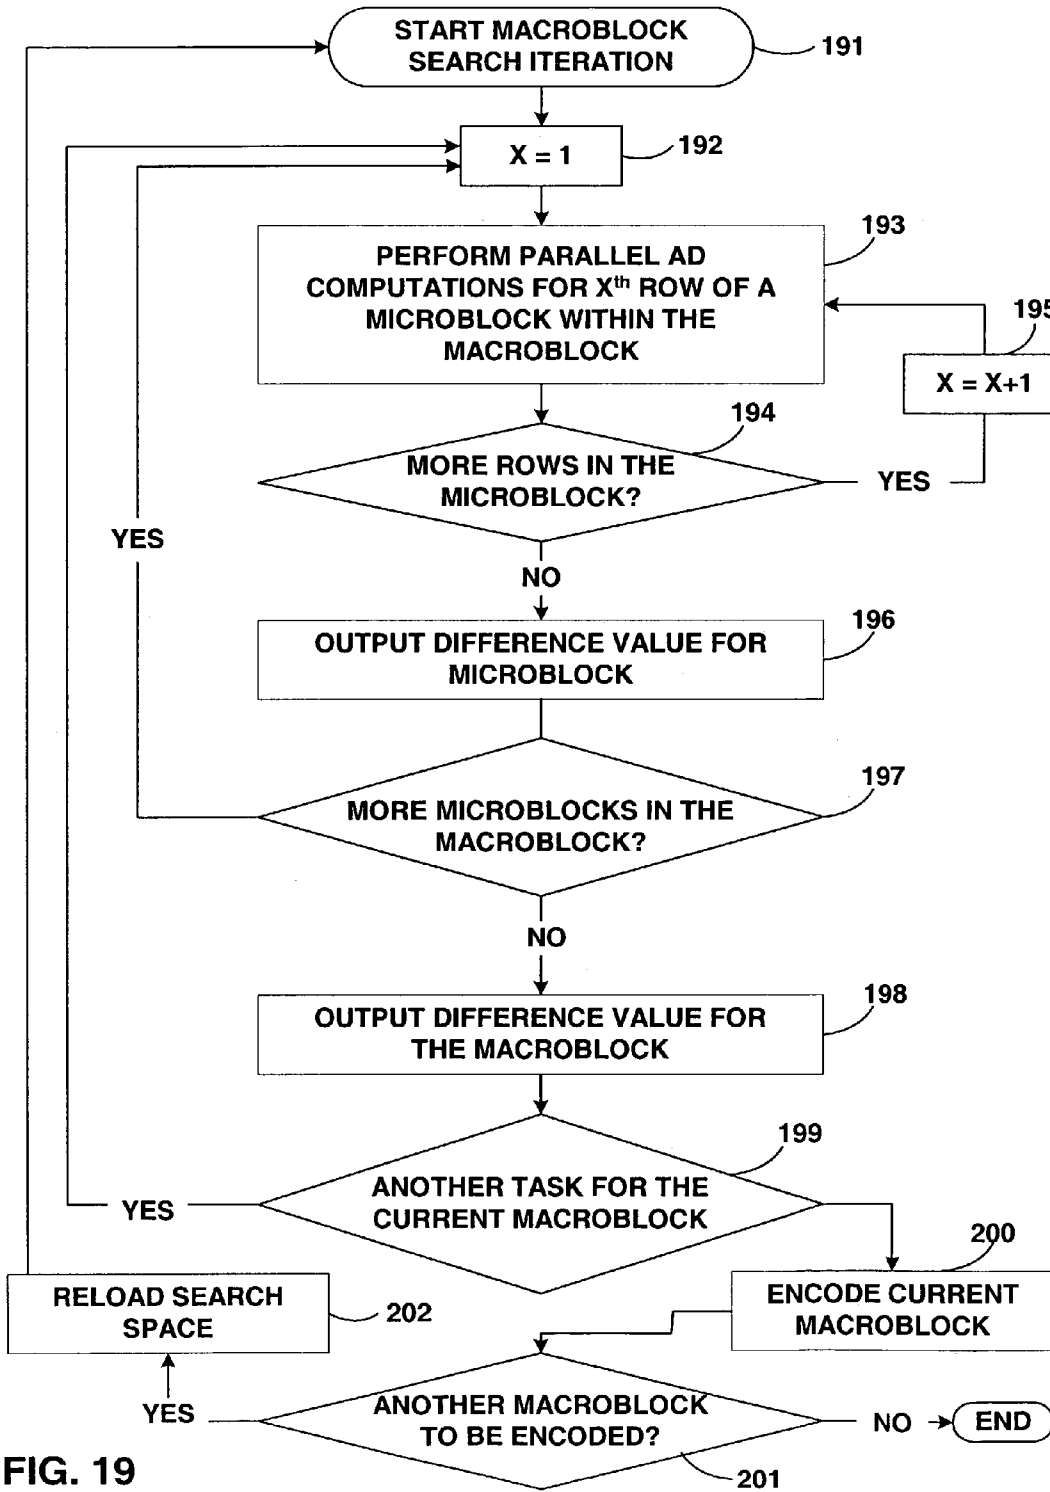 START MACROBLOCK
SEARCH ITERATION
191
X = 1
192
193
PERFORM PARALLEL AD
COMPUTATIONS FOR Xth ROW OF A
MICROBLOCK WITHIN THE
MACROBLOCK
195
X = X+1
194
MORE ROWS IN THE
MICROBLOCK?
YES
YES
NO
196
OUTPUT DIFFERENCE VALUE FOR
MICROBLOCK
197
MORE MICROBLOCKS IN THE
MACROBLOCK?
NO
198
OUTPUT DIFFERENCE VALUE FOR
THE MACROBLOCK
199
ANOTHER TASK FOR THE
CURRENT MACROBLOCK
YES
200
ENCODE CURRENT
MACROBLOCK
RELOAD SEARCH
SPACE
202
ANOTHER MACROBLOCK
TO BE ENCODED?
YES
NO
END
201
FIG. 19